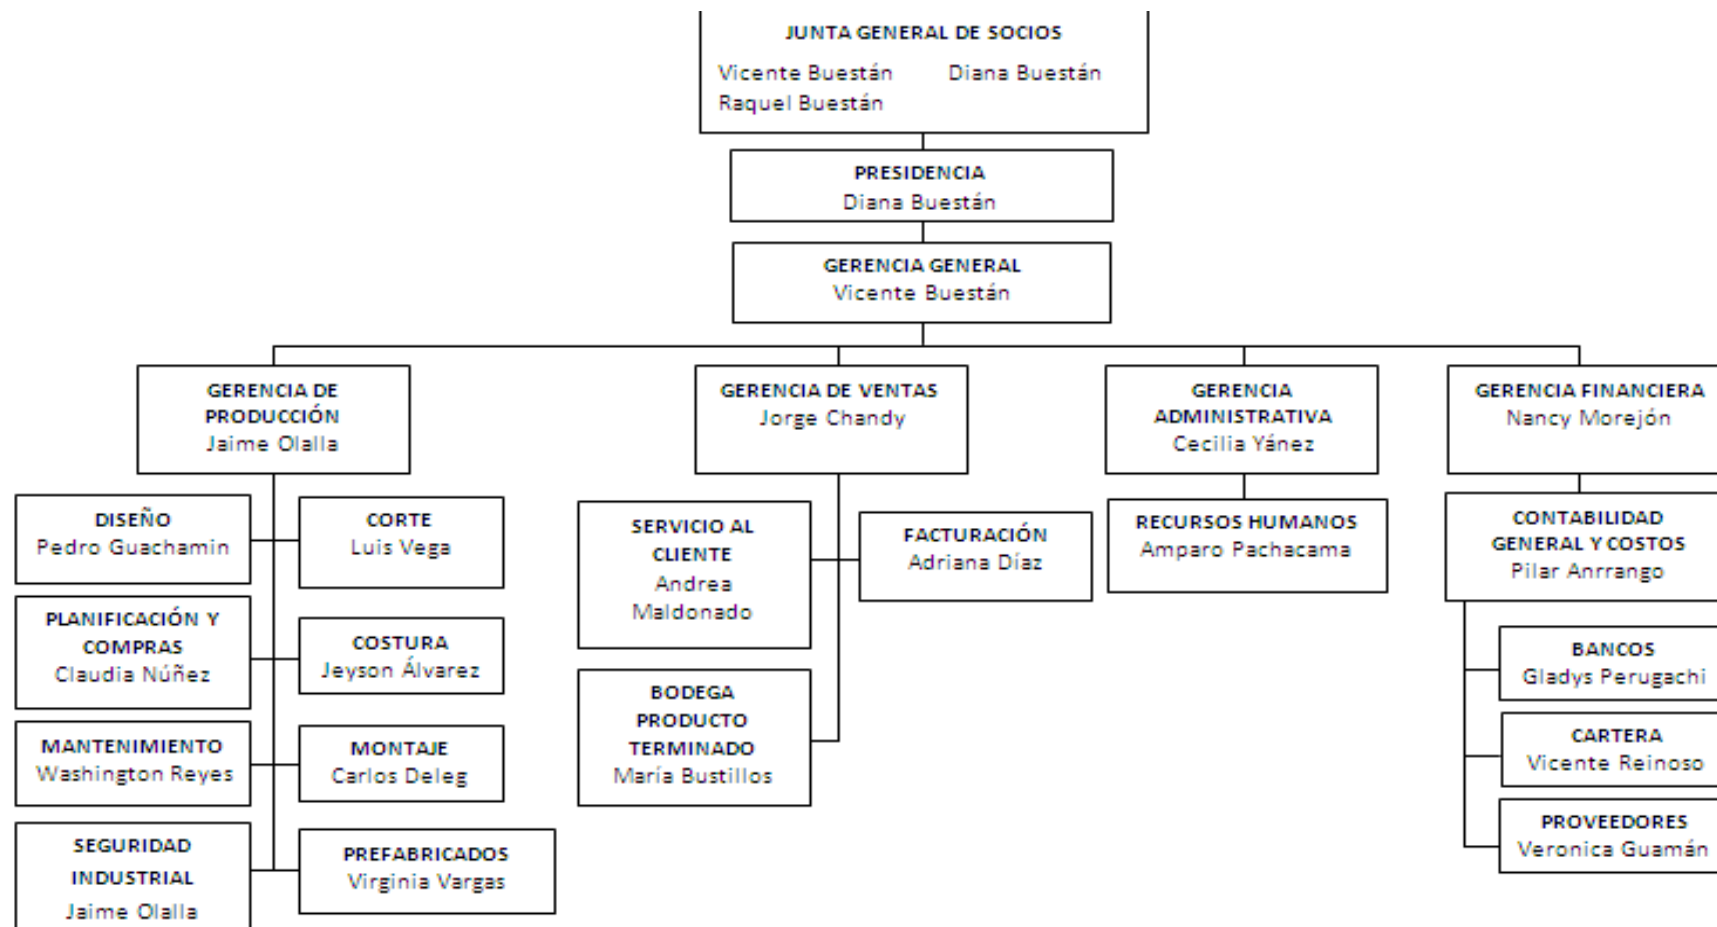 JUNTA GENERAL DE SOCIOS
Vicente Buestán Diana Buestán
Raquel Buestán
PRESIDENCIA
Diana Buestán
GERENCIA GENERAL
Vicente Buestán
GERENCIA DE
PRODUCCIÓN
Jaime Olalla
GERENCIA DE VENTAS
Jorge Chandy
GERENCIA
ADMINISTRATIVA
Cecilia Yánez
GERENCIA FINANCIERA
Nancy Morejón
DISEÑO
Pedro Guachamin
CORTE
Luis Vega
PLANIFICACIÓN Y
COMPRAS
Claudia Núñez
COSTURA
Jeyson Álvarez
MANTENIMIENTO
Washington Reyes
MONTAJE
Carlos Deleg
SEGURIDAD
INDUSTRIAL
Jaime Olalla
PREFABRICADOS
Virginia Vargas
SERVICIO AL
CLIENTE
Andrea
Maldonado
FACTURACIÓN
Adriana Díaz
BODEGA
PRODUCTO
TERMINADO
María Bustillos
RECURSOS HUMANOS
Amparo Pachacama
CONTABILIDAD
GENERAL Y COSTOS
Pilar Anrrango
BANCOS
Gladys Perugachi
CARTERA
Vicente Reinoso
PROVEEDORES
Veronica Guamán